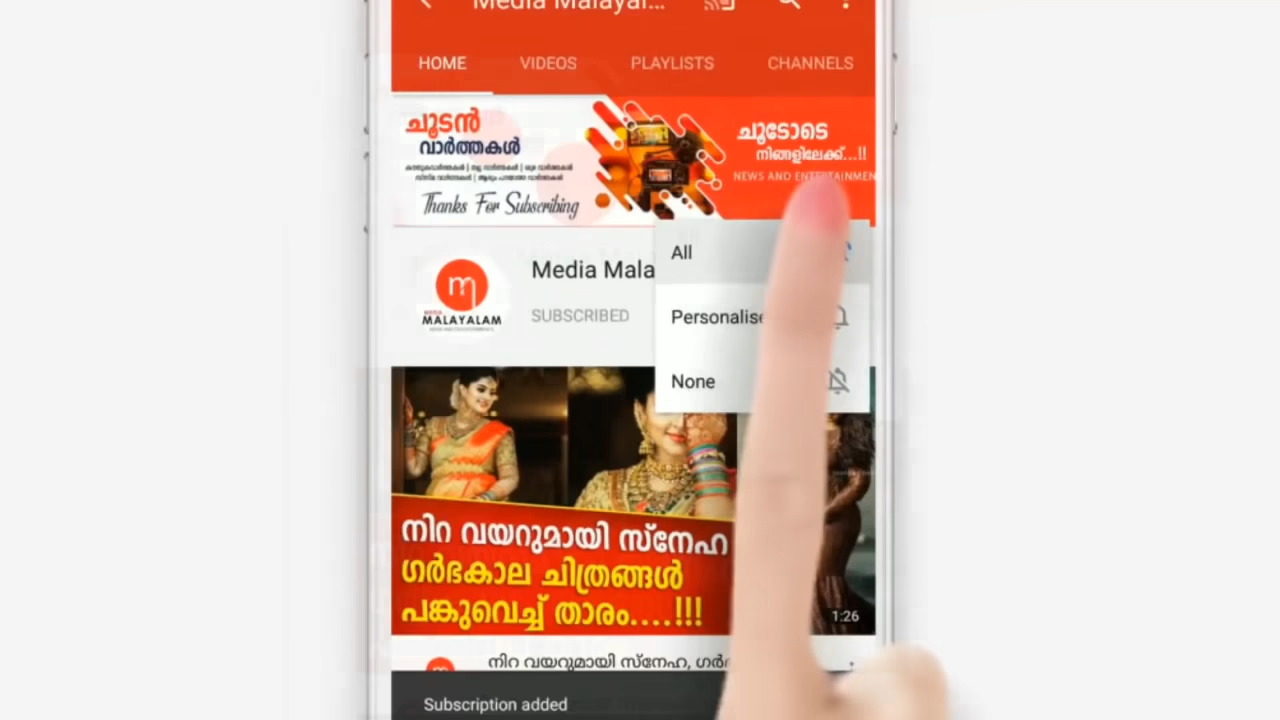 Media Malayal...
HOME VIDEOS PLAYLISTS CHANNELS
ചൂടൻ
വാർത്തകൾ
Thanks For Subscribing
ചൂടോടെ
നിങ്ങളിലേക്ക്...!!
NEWS AND ENTERTAINMEN
All
Personalise
None
Media Mala
SUBSCRIBED
m
MALAYALAM
നിറ വയറുമായി സ്നേഹ
ഗർഭകാല ചിത്രങ്ങൾ
പങ്കുവെച്ച് താരം....!!!
1:26
നിറ വയറുമായി സ്നേഹ, ഗർഭ
Subscription added